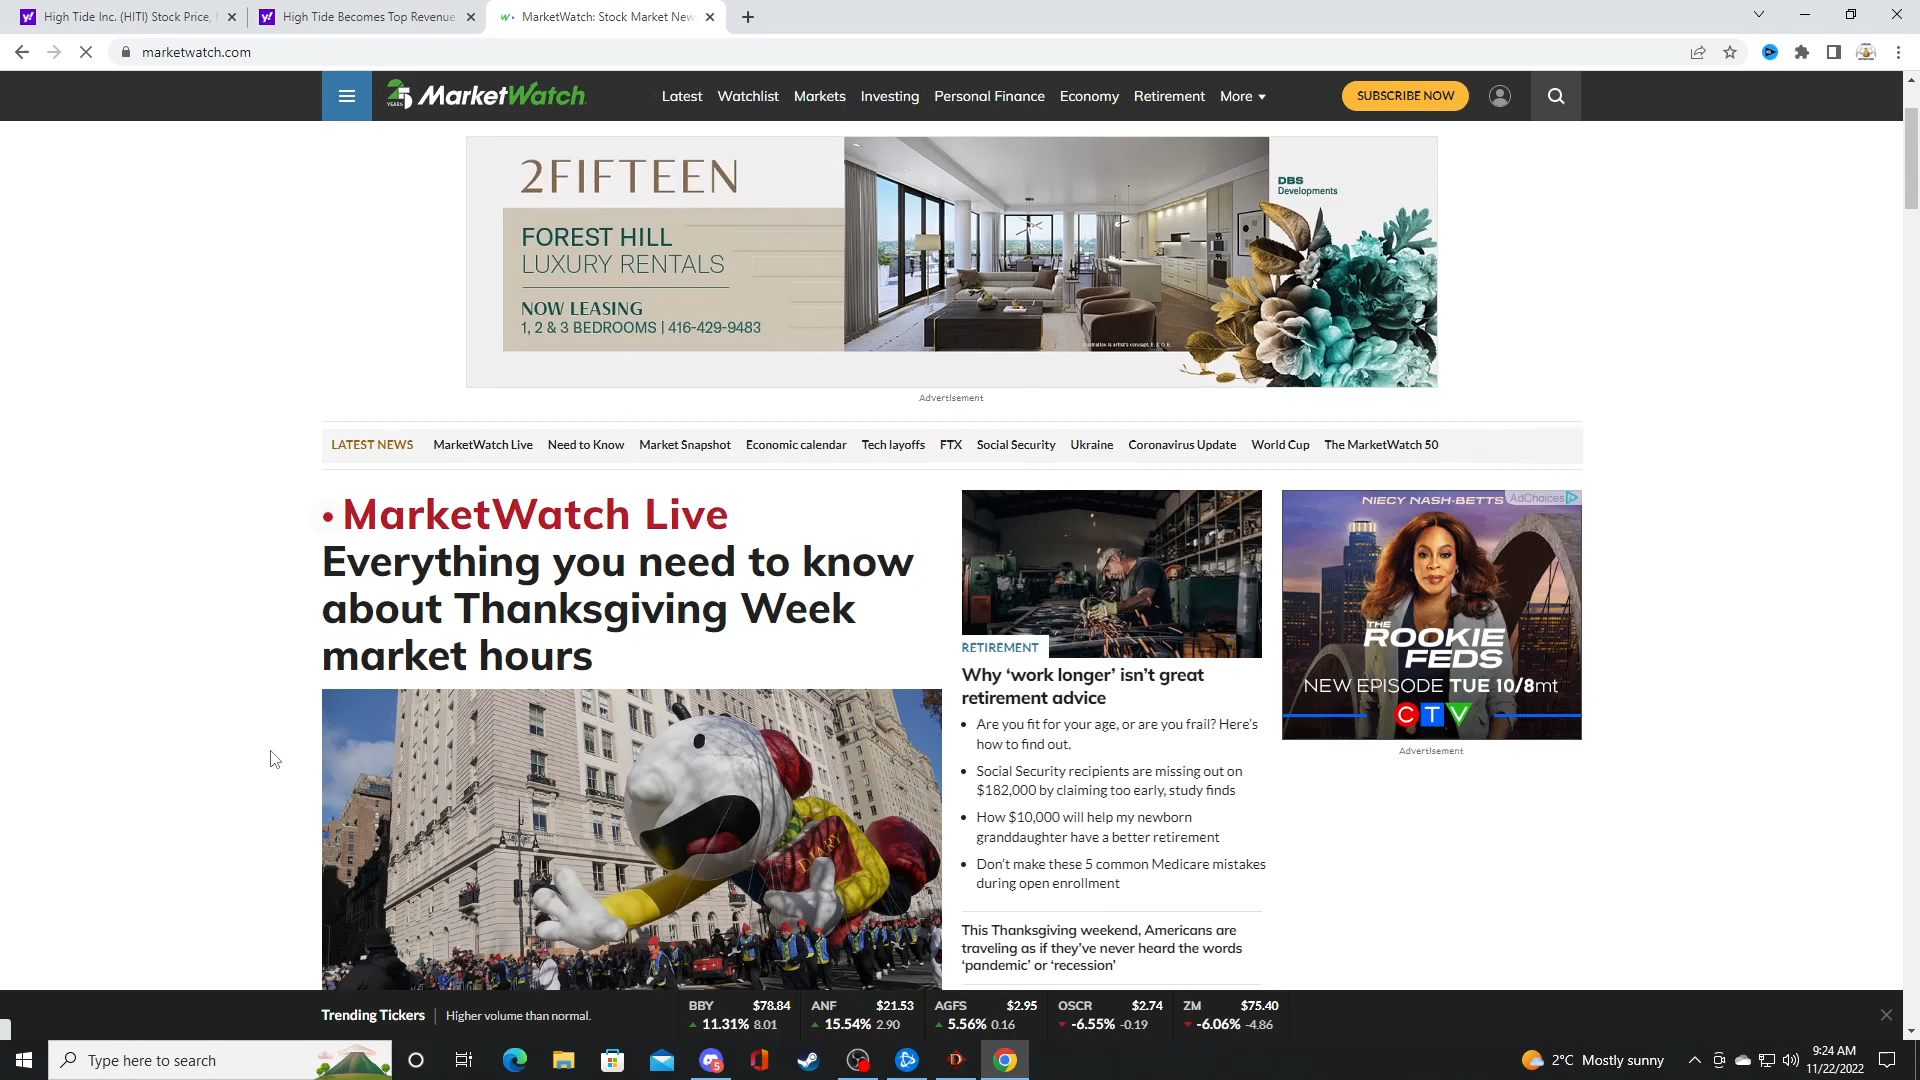 High Tide Inc. (HITI) Stock Price,
High Tide Becomes Top Revenue
MarketWatch: Stock Market New
marketwatch.com
25 YEARS MarketWatch
Latest Watchlist Markets Investing Personal Finance Economy Retirement More
SUBSCRIBE NOW
2FIFTEEN
FOREST HILL
LUXURY RENTALS
NOW LEASING
1, 2 & 3 BEDROOMS | 416-429-9483
DBS
Developments
Illustration is artist's concept. E. & O. E.
Advertisement
LATEST NEWS MarketWatch Live Need to Know Market Snapshot Economic calendar Tech layoffs FTX Social Security Ukraine Coronavirus Update World Cup The MarketWatch 50
• MarketWatch Live
Everything you need to know
about Thanksgiving Week
market hours
DIARY
RETIREMENT
Why ‘work longer’ isn’t great
retirement advice
• Are you fit for your age, or are you frail? Here’s
how to find out.
• Social Security recipients are missing out on
$182,000 by claiming too early, study finds
• How $10,000 will help my newborn
granddaughter have a better retirement
• Don’t make these 5 common Medicare mistakes
during open enrollment
This Thanksgiving weekend, Americans are
traveling as if they’ve never heard the words
‘pandemic’ or ‘recession’
NIECY NASH-BETTS
AdChoices
THE
ROOKIE
FEDS
NEW EPISODE TUE 10/8mt
CTV
Advertisement
Trending Tickers Higher volume than normal.
BBY $78.84
11.31% 8.01
ANF $21.53
15.54% 2.90
AGFS $2.95
5.56% 0.16
OSCR $2.74
-6.55% -0.19
ZM $75.40
-6.06% -4.86
Type here to search
5
2°C Mostly sunny
9:24 AM
11/22/2022